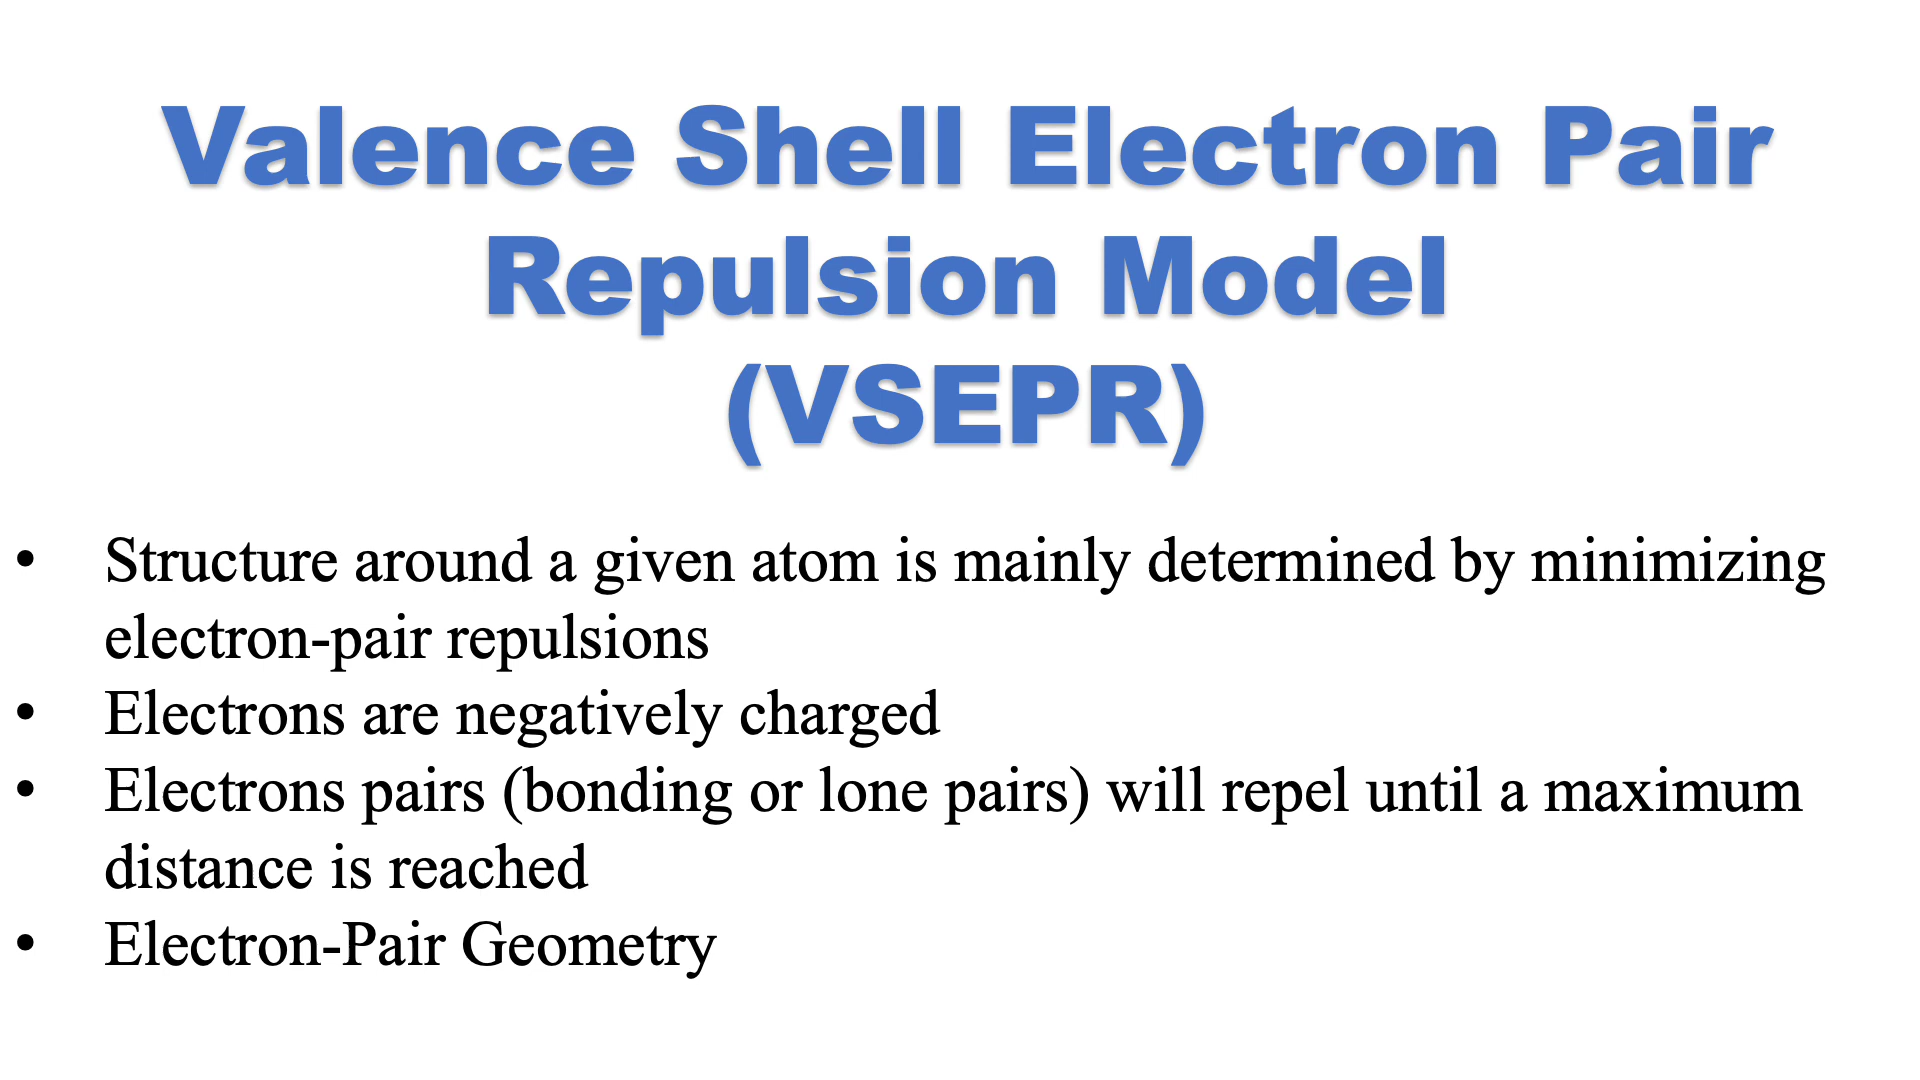 Valence Shell Electron Pair
Repulsion Model
(VSEPR)
• Structure around a given atom is mainly determined by minimizing
electron-pair repulsions
• Electrons are negatively charged
• Electrons pairs (bonding or lone pairs) will repel until a maximum
distance is reached
• Electron-Pair Geometry